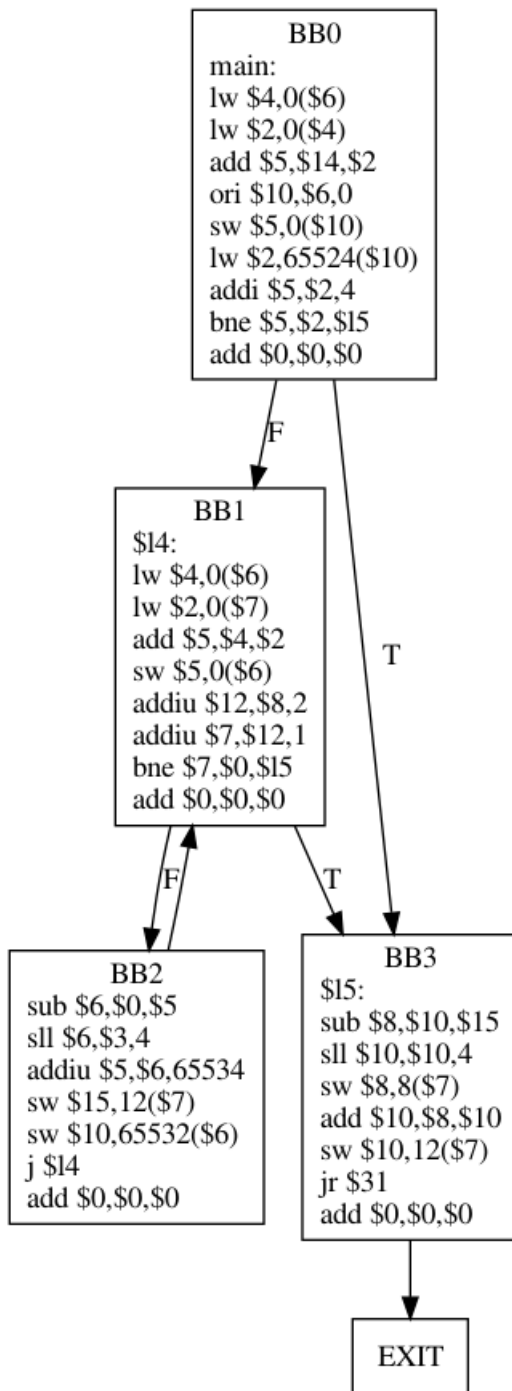 BB0
main:
lw $4,0($6)
lw $2,0($4)
add $5,$14,$2
ori $10,$6,0
sw $5,0($10)
lw $2,65524($10)
addi $5,$2,4
bne $5,$2,$l5
add $0,$0,$0
F
T
BB1
$l4:
lw $4,0($6)
lw $2,0($7)
add $5,$4,$2
sw $5,0($6)
addiu $12,$8,2
addiu $7,$12,1
bne $7,$0,$l5
add $0,$0,$0
F
T
BB2
sub $6,$0,$5
sll $6,$3,4
addiu $5,$6,65534
sw $15,12($7)
sw $10,65532($6)
j $l4
add $0,$0,$0
BB3
$l5:
sub $8,$10,$15
sll $10,$10,4
sw $8,8($7)
add $10,$8,$10
sw $10,12($7)
jr $31
add $0,$0,$0
EXIT